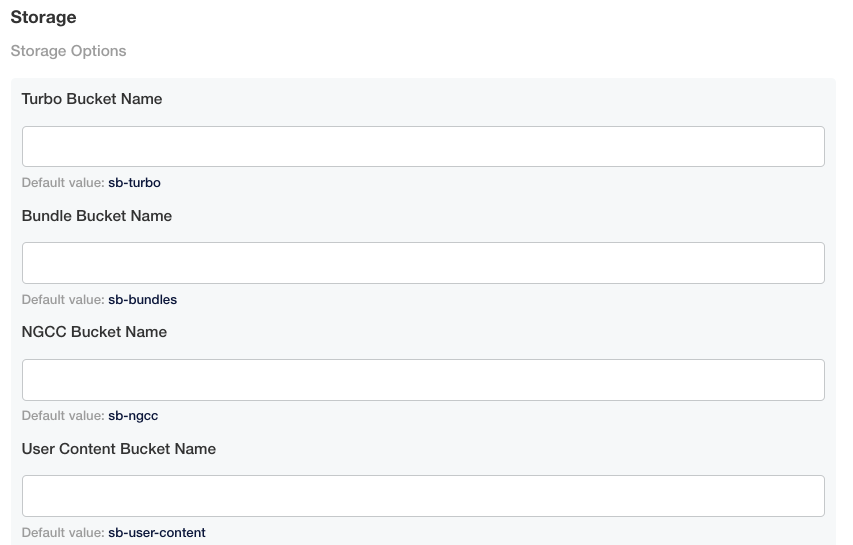 Storage
Storage Options
Turbo Bucket Name
Default value: sb-turbo
Bundle Bucket Name
Default value: sb-bundles
NGCC Bucket Name
Default value: sb-ngcc
User Content Bucket Name
Default value: sb-user-content